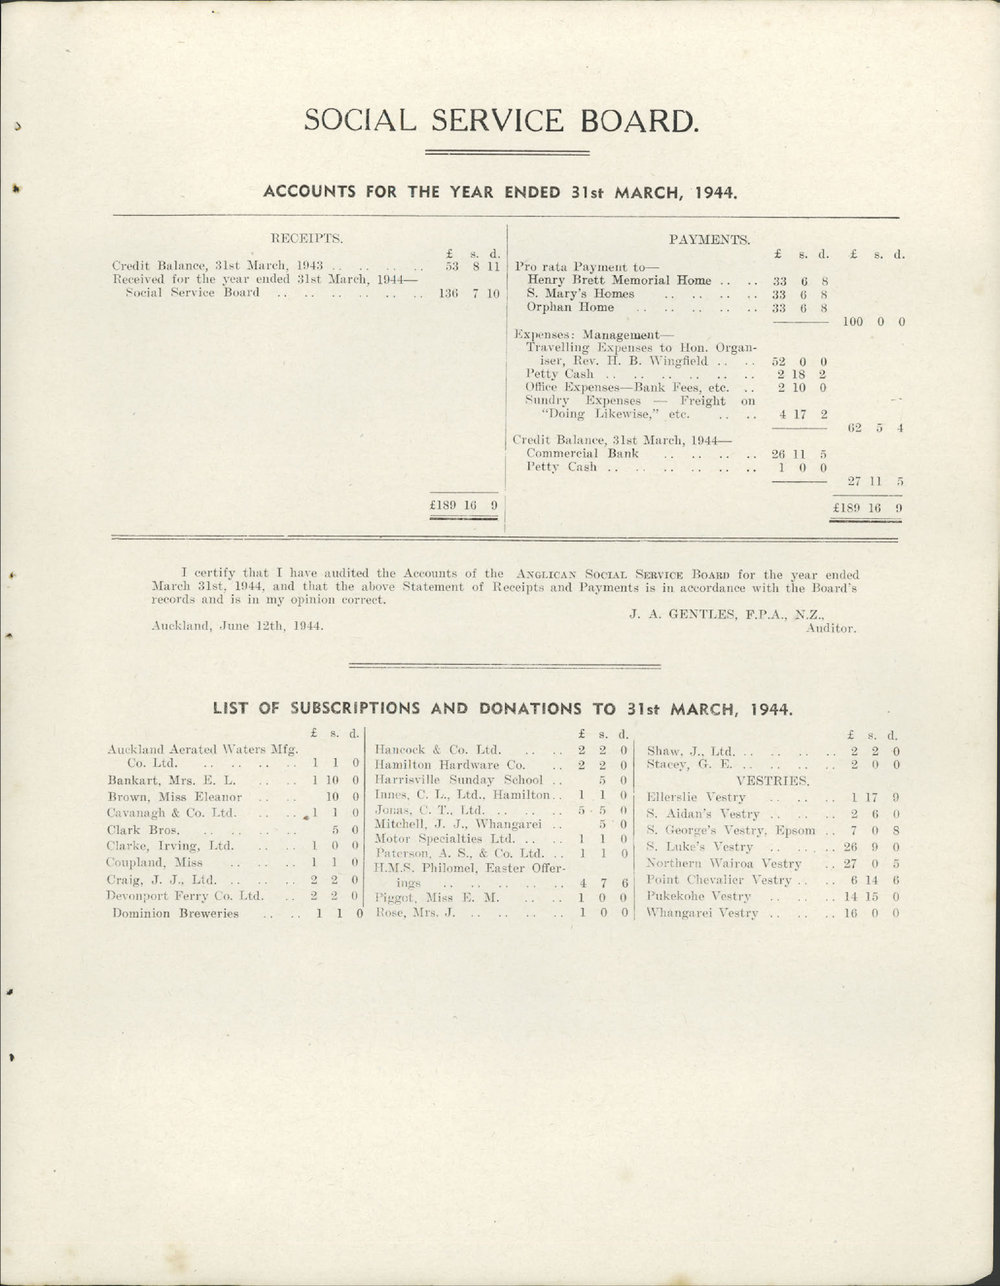 SOCIAL SERVICE BOARD.
ACCOUNTS FOR THE YEAR ENDED 31st MARCH, 1944.
RECEIPTS.
£ s. d.
Credit Balance, 31st March, 1943 .. .. .. .. 53 8 11
Received for the year ended 31st March, 1944—
Social Service Board .. .. .. .. .. .. 136 7 10
£189 16 9
PAYMENTS.
£ s. d. £ s. d.
Pro rata Payment to—
Henry Brett Memorial Home .. .. 33 6 8
S. Mary's Homes .. .. .. .. 33 6 8
Orphan Home .. .. .. .. .. 33 6 8
100 0 0
Expenses: Management—
Travelling Expenses to Hon. Organ-
iser, Rev. H. B. Wingfield .. .. 52 0 0
Petty Cash .. .. .. .. .. .. 2 18 2
Office Expenses—Bank Fees, etc. .. 2 10 0
Sundry Expenses — Freight on
"Doing Likewise," etc. .. .. 4 17 2
62 5 4
Credit Balance, 31st March, 1944—
Commercial Bank .. .. .. .. 26 11 5
Petty Cash .. .. .. .. .. .. 1 0 0
27 11 5
£189 16 9
I certify that I have audited the Accounts of the Anglican Social Service Board for the year ended
March 31st, 1944, and that the above Statement of Receipts and Payments is in accordance with the Board's
records and is in my opinion correct.
J. A. GENTLES, F.P.A., N.Z.,
Auckland, June 12th, 1944. Auditor.
LIST OF SUBSCRIPTIONS AND DONATIONS TO 31st MARCH, 1944.
£ s. d.
Auckland Aerated Waters Mfg.
Co. Ltd. .. .. .. .. 1 1 0
Bankart, Mrs. E. L. .. .. 1 10 0
Brown, Miss Eleanor .. .. 10 0
Cavanagh & Co. Ltd. .. .. 1 1 0
Clark Bros. .. .. .. .. 5 0
Clarke, Irving, Ltd. .. .. 1 0 0
Coupland, Miss .. .. .. 1 1 0
Craig, J. J., Ltd. .. .. .. 2 2 0
Devonport Ferry Co. Ltd. .. 2 2 0
Dominion Breweries .. .. 1 1 0
£ s. d.
Hancock & Co. Ltd. .. .. 2 2 0
Hamilton Hardware Co. .. 2 2 0
Harrisville Sunday School .. 5 0
Innes, C. L., Ltd., Hamilton .. 1 1 0
Jonas, C. T., Ltd. .. .. .. 5 5 0
Mitchell, J. J., Whangarei .. 5 0
Motor Specialties Ltd. .. .. 1 1 0
Paterson, A. S., & Co. Ltd. .. 1 1 0
H.M.S. Philomel, Easter Offer-
ings .. .. .. .. .. 4 7 6
Piggot, Miss E. M. .. .. 1 0 0
Rose, Mrs. J. .. .. .. .. 1 0 0
£ s. d.
Shaw, J., Ltd. .. .. .. .. 2 2 0
Stacey, G. E. .. .. .. .. 2 0 0
VESTRIES.
Ellerslie Vestry .. .. .. 1 17 9
S. Aidan's Vestry .. .. .. 2 6 0
S. George's Vestry, Epsom .. 7 0 8
S. Luke's Vestry .. .. .. 26 9 0
Northern Wairoa Vestry .. 27 0 5
Point Chevalier Vestry .. .. 6 14 6
Pukekohe Vestry .. .. .. 14 15 0
Whangarei Vestry .. .. .. 16 0 0